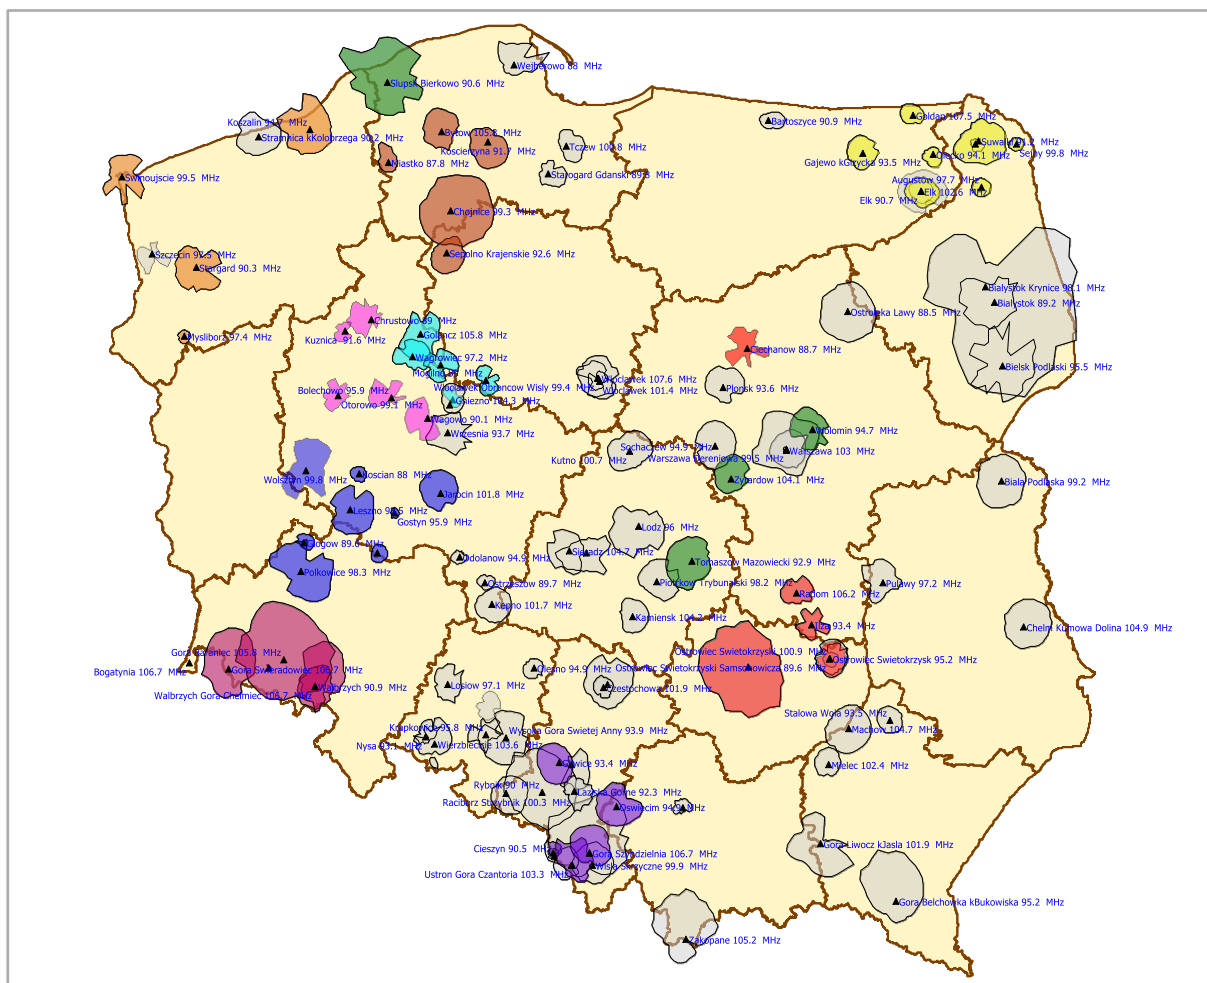 Wejherowo 88 MHz
Slupsk Bierkowo 90.6 MHz
Goldap 107.5 MHz
Bartoszyce 90.9 MHz
Koszalin 94.7 MHz
Stramnica kKolobrzega 90.2 MHz
Bytow 105.8 MHz
Koscierzyna 91.7 MHz
Tczew 100.8 MHz
Suwalki 91.2 MHz
Sejny 99.8 MHz
Olecko 94.1 MHz
Gajewo kGizycka 93.5 MHz
Miastko 87.8 MHz
Starogard Gdanski 89.8 MHz
Swinoujscie 99.5 MHz
Augustow 97.7 MHz
Elk 102.6 MHz
Elk 90.7 MHz
Chojnice 99.3 MHz
Sepolno Krajenskie 92.6 MHz
Szczecin 97.5 MHz
Stargard 90.3 MHz
Bialystok Krynice 98.1 MHz
Bialystok 89.2 MHz
Ostroleka Lawy 88.5 MHz
Chrustowo 89 MHz
Kuznica 91.6 MHz
Golancz 105.8 MHz
Mysliborz 97.4 MHz
Ciechanow 88.7 MHz
Wagrowiec 97.2 MHz
Bielsk Podlaski 95.5 MHz
Wloclawek 107.6 MHz
Wloclawek 101.4 MHz
Wloclawek Obroncow Wisly 99.4 MHz
Plonsk 93.6 MHz
Bolechowo 95.9 MHz
Otorowo 99.1 MHz
Gniezno 104.3 MHz
Wagowo 90.1 MHz
Wrzesnia 93.7 MHz
Wolomin 94.7 MHz
Sochaczew 94.9 MHz
Warszawa 103 MHz
Warszawa Dereniowa 99.5 MHz
Kutno 100.7 MHz
Koscian 88 MHz
Wolsztyn 99.8 MHz
Zyrardow 104.1 MHz
Biala Podlaska 99.2 MHz
Jarocin 101.8 MHz
Gostyn 95.9 MHz
Lodz 96 MHz
Glogow 89.6 MHz
Sieradz 104.7 MHz
Odolanow 94.9 MHz
Tomaszow Mazowiecki 92.9 MHz
Polkowice 98.3 MHz
Ostrzeszow 89.7 MHz
Piotrkow Trybunalski 98.2 MHz
Pulawy 97.2 MHz
Radom 106.2 MHz
Kepno 101.7 MHz
Kamiensk 104.2 MHz
Ilza 93.4 MHz
Chelm Kumowa Dolina 104.9 MHz
Ostrowiec Swietokrzyski 100.9 MHz
Ostrowiec Swietokrzysk 95.2 MHz
Ostrowiec Swietokrzyski Samsonowicza 89.6 MHz
Bogatynia 106.7 MHz
Gora Swieradowiec 106.7 MHz
Olesno 94.9 MHz
Losiow 97.1 MHz
Czestochowa 101.9 MHz
Walbrzych 90.9 MHz
Walbrzych Gora Chelmiec 106.7 MHz
Stalowa Wola 93.5 MHz
Machow 104.7 MHz
Krapkowice 95.8 MHz
Wysoka Gora Swietej Anny 93.9 MHz
Nysa 93.1 MHz
Wierzbiecice 103.6 MHz
Gliwice 93.4 MHz
Mielec 102.4 MHz
Rybnik 90 MHz
Laziska Gorne 92.3 MHz
Raciborz Strzybnik 100.3 MHz
Oswiecim 94.9 MHz
Gora Liwocz kJasla 101.9 MHz
Cieszyn 90.5 MHz
Gora Szyndzielnia 106.7 MHz
Wisla Skrzyczne 99.9 MHz
Ustron Gora Czantoria 103.3 MHz
Gora Belchowka kBukowiska 95.2 MHz
Zakopane 105.2 MHz